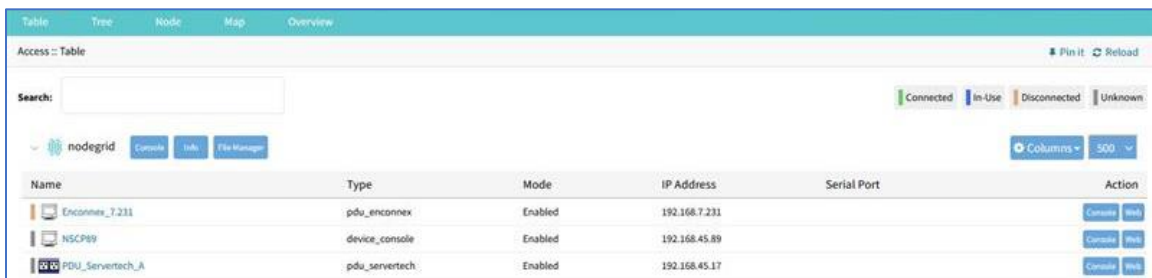 Table Tree Node Map Overview
Access :: Table Pin it Reload
Search: Connected In-Use Disconnected Unknown
nodegrid Console Info File Manager Columns 500
Name Type Mode IP Address Serial Port Action
Enconnex_7.231 pdu_enconnex Enabled 192.168.7.231 Console Web
NSCP89 device_console Enabled 192.168.45.89 Console Web
PDU_Servertech_A pdu_servertech Enabled 192.168.45.17 Console Web